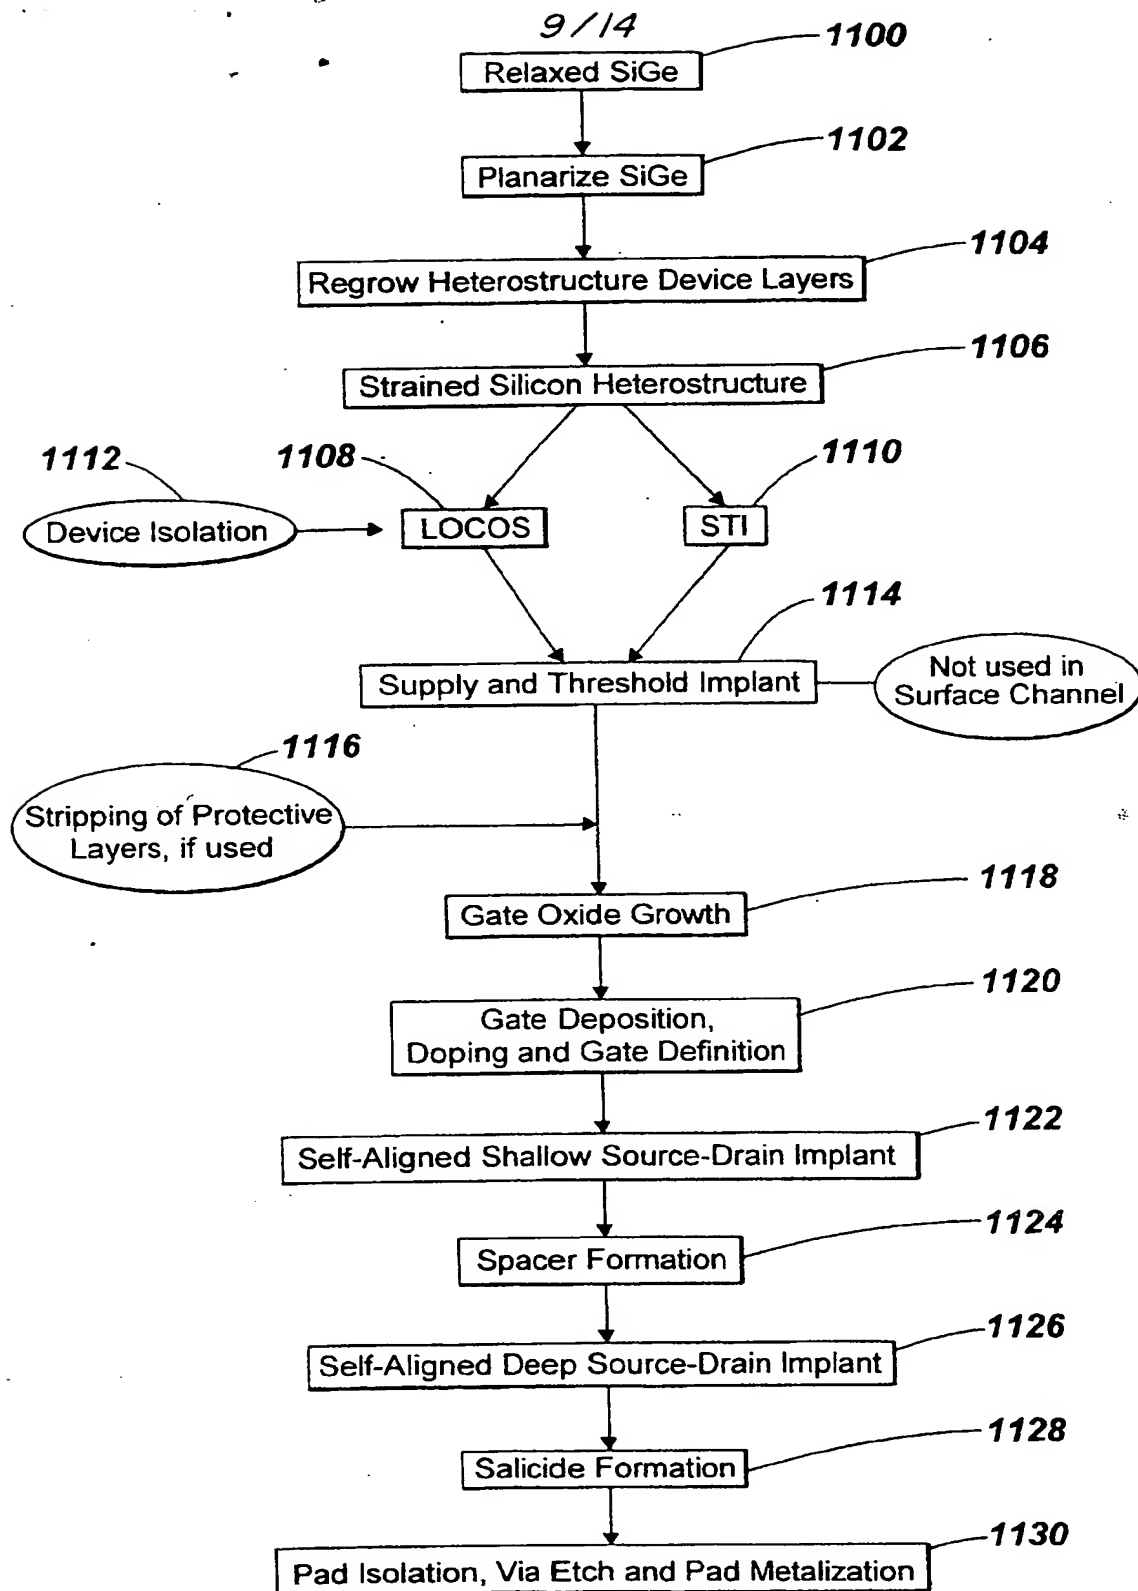 9/14
1100
Relaxed SiGe
1102
Planarize SiGe
1104
Regrow Heterostructure Device Layers
1106
Strained Silicon Heterostructure
1112
1108
1110
Device Isolation
LOCOS
STI
1114
Supply and Threshold Implant
Not used in
Surface Channel
1116
Stripping of Protective
Layers, if used
1118
Gate Oxide Growth
1120
Gate Deposition,
Doping and Gate Definition
1122
Self-Aligned Shallow Source-Drain Implant
1124
Spacer Formation
1126
Self-Aligned Deep Source-Drain Implant
1128
Salicide Formation
1130
Pad Isolation, Via Etch and Pad Metalization